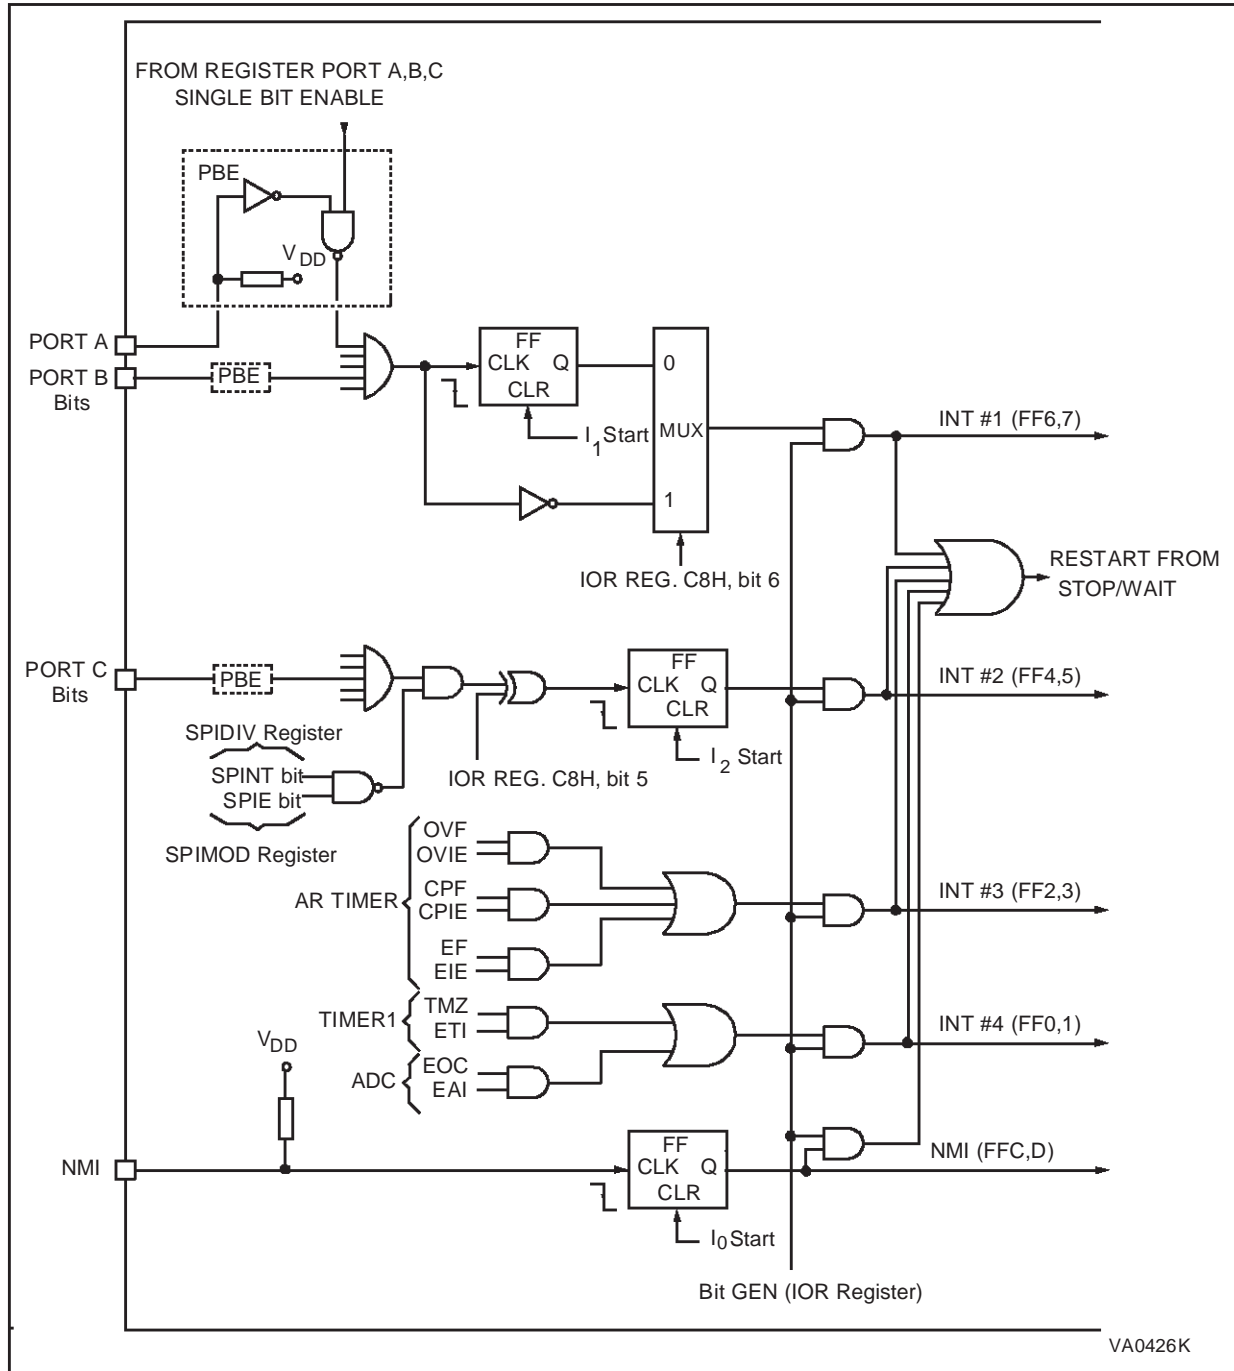 FROM REGISTER PORT A,B,C
SINGLE BIT ENABLE
PBE
VDD
PORT A
PORT B
Bits
PBE
FF
CLK Q
CLR
I1 Start
0
MUX
1
IOR REG. C8H, bit 6
INT #1 (FF6,7)
RESTART FROM
STOP/WAIT
PORT C
Bits
PBE
SPIDIV Register
SPINT bit
SPIE bit
SPIMOD Register
IOR REG. C8H, bit 5
FF
CLK Q
CLR
I2 Start
INT #2 (FF4,5)
AR TIMER
OVF
OVIE
CPF
CPIE
EF
EIE
INT #3 (FF2,3)
TIMER1
TMZ
ETI
ADC
EOC
EAI
INT #4 (FF0,1)
VDD
NMI
FF
CLK Q
CLR
I0 Start
NMI (FFC,D)
Bit GEN (IOR Register)
VA0426K